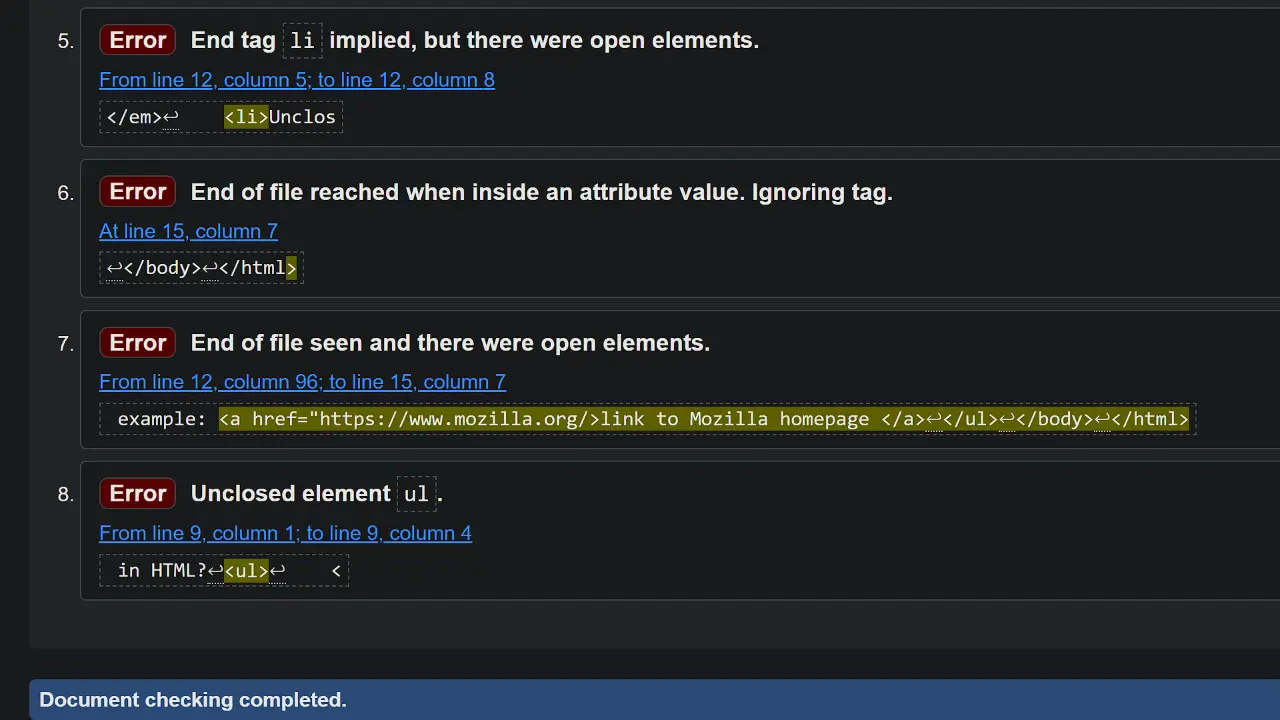 5. Error End tag li implied, but there were open elements.
From line 12, column 5; to line 12, column 8
</em>↩    <li>Unclos
6. Error End of file reached when inside an attribute value. Ignoring tag.
At line 15, column 7
↩</body>↩</html>
7. Error End of file seen and there were open elements.
From line 12, column 96; to line 15, column 7
example: <a href="https://www.mozilla.org/>link to Mozilla homepage </a>↩</ul>↩</body>↩</html>
8. Error Unclosed element ul.
From line 9, column 1; to line 9, column 4
in HTML?↩<ul>↩    <
Document checking completed.